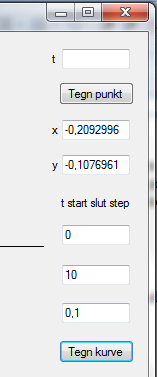 t
Tegn punkt
x -0,2092996
y -0,1076961
t start slut step
0
10
0,1
Tegn kurve